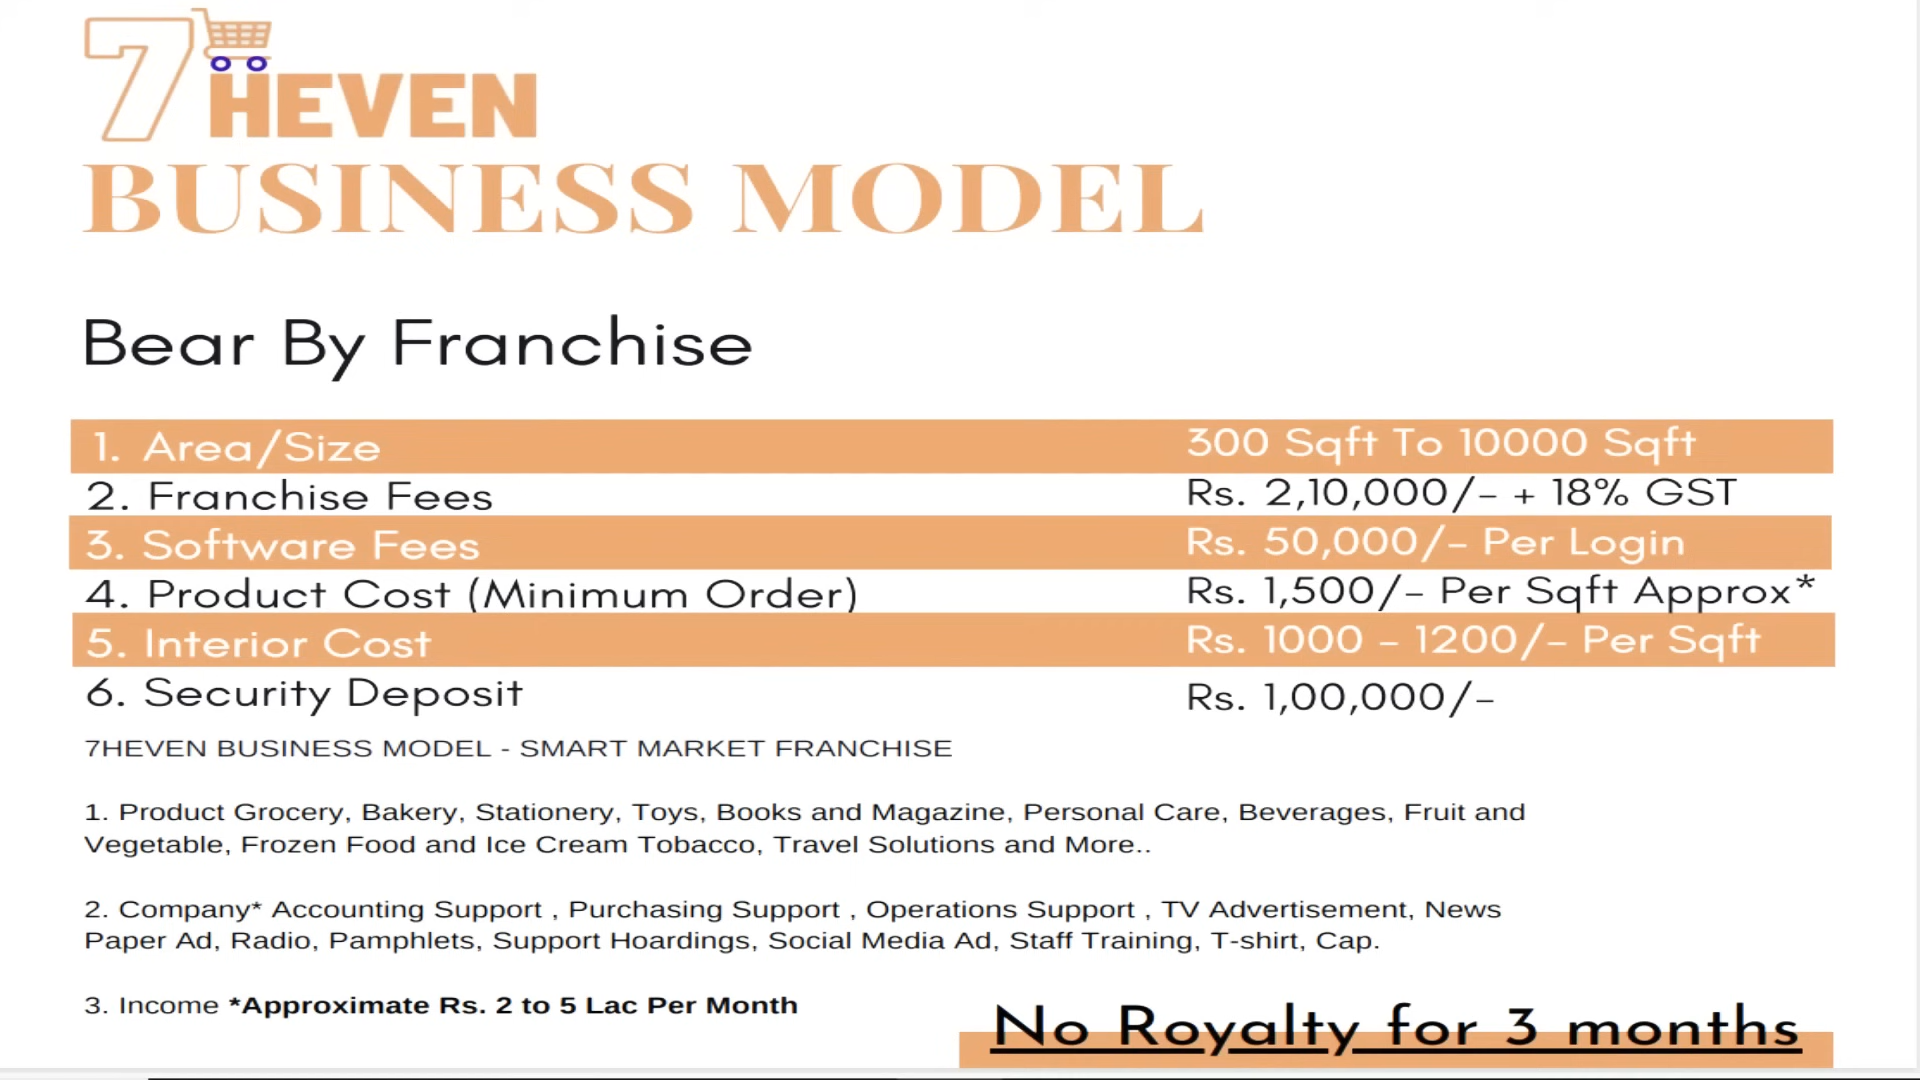 7HEVEN
BUSINESS MODEL
Bear By Franchise
1. Area/Size 300 Sqft To 10000 Sqft
2. Franchise Fees Rs. 2,10,000/- + 18% GST
3. Software Fees Rs. 50,000/- Per Login
4. Product Cost (Minimum Order) Rs. 1,500/- Per Sqft Approx*
5. Interior Cost Rs. 1000 - 1200/- Per Sqft
6. Security Deposit Rs. 1,00,000/-
7HEVEN BUSINESS MODEL - SMART MARKET FRANCHISE
1. Product Grocery, Bakery, Stationery, Toys, Books and Magazine, Personal Care, Beverages, Fruit and
Vegetable, Frozen Food and Ice Cream Tobacco, Travel Solutions and More..
2. Company* Accounting Support , Purchasing Support , Operations Support , TV Advertisement, News
Paper Ad, Radio, Pamphlets, Support Hoardings, Social Media Ad, Staff Training, T-shirt, Cap.
3. Income *Approximate Rs. 2 to 5 Lac Per Month
No Royalty for 3 months